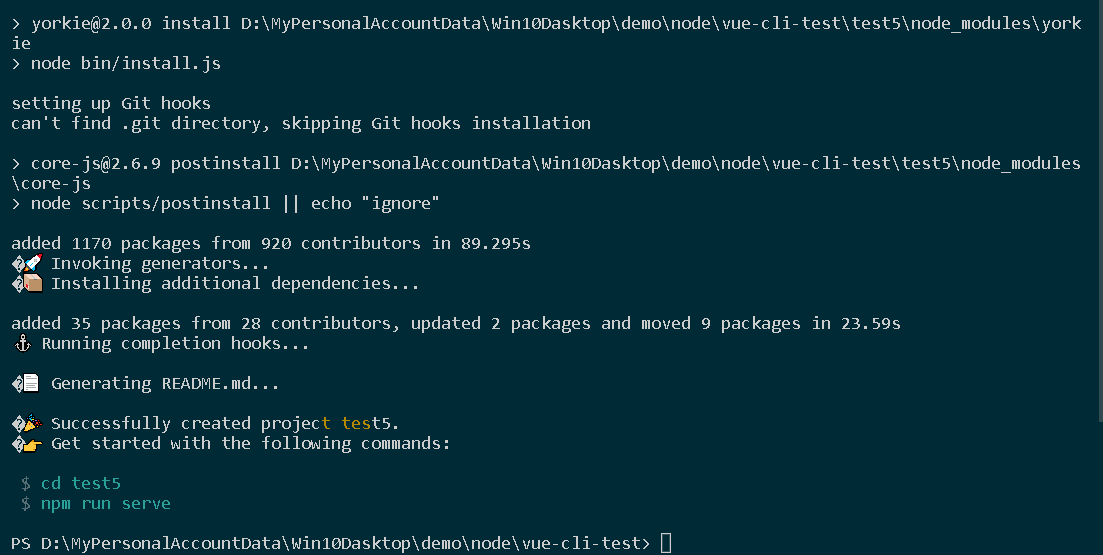 > yorkie@2.0.0 install D:\MyPersonalAccountData\Win10Dasktop\demo\node\vue-cli-test\test5\node_modules\york
ie
> node bin/install.js
setting up Git hooks
can't find .git directory, skipping Git hooks installation
> core-js@2.6.9 postinstall D:\MyPersonalAccountData\Win10Dasktop\demo\node\vue-cli-test\test5\node_modules
\core-js
> node scripts/postinstall || echo "ignore"
added 1170 packages from 920 contributors in 89.295s
�🚀 Invoking generators...
�📦 Installing additional dependencies...
added 35 packages from 28 contributors, updated 2 packages and moved 9 packages in 23.59s
⚓ Running completion hooks...
�📄 Generating README.md...
�🎉 Successfully created project test5.
�👉 Get started with the following commands:
$ cd test5
$ npm run serve
PS D:\MyPersonalAccountData\Win10Dasktop\demo\node\vue-cli-test>